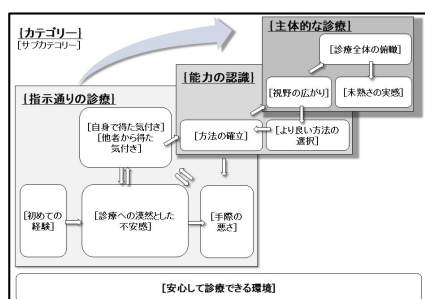 【カテゴリー】
[サブカテゴリー]
【主体的な診療】
[診療全体の俯瞰]
[視野の広がり]
[未熟さの実感]
【能力の認識】
[方法の確立]
[より良い方法の
選択]
【指示通りの診療】
[自身で得た気付き]
[他者から得た
気付き]
[初めての
経験]
[診療への漠然とした
不安感]
[手際の
悪さ]
[安心して診療できる環境]